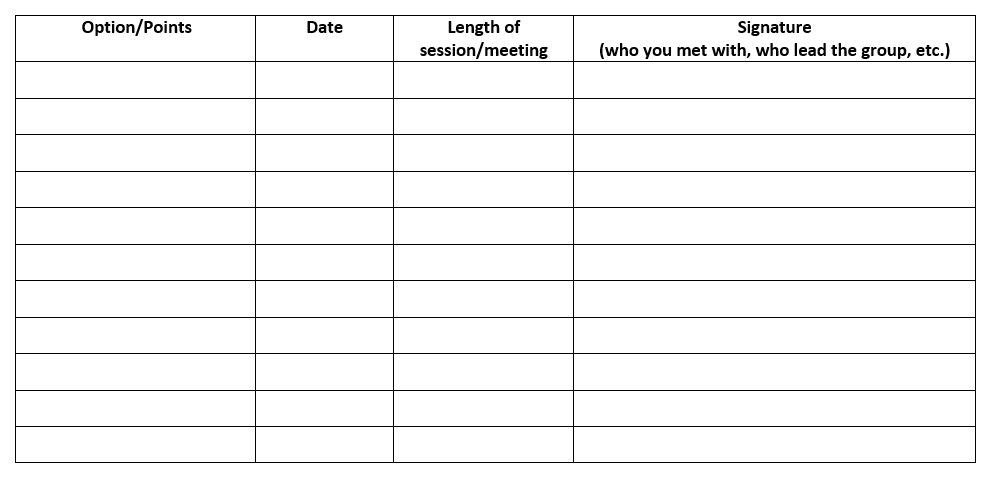 Option/Points
Date
Length of
session/meeting
Signature
(who you met with, who lead the group, etc.)